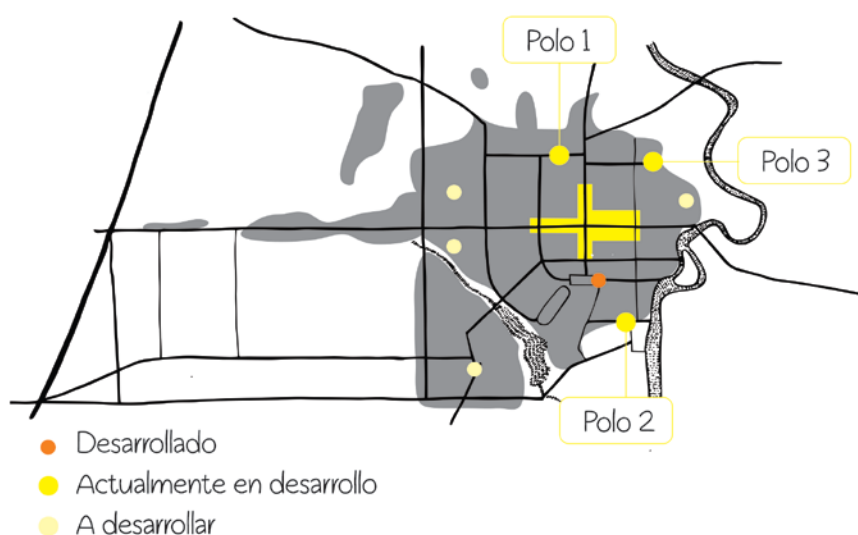 Polo 1
Polo 3
Polo 2
Desarrollado
Actualmente en desarrollo
A desarrollar